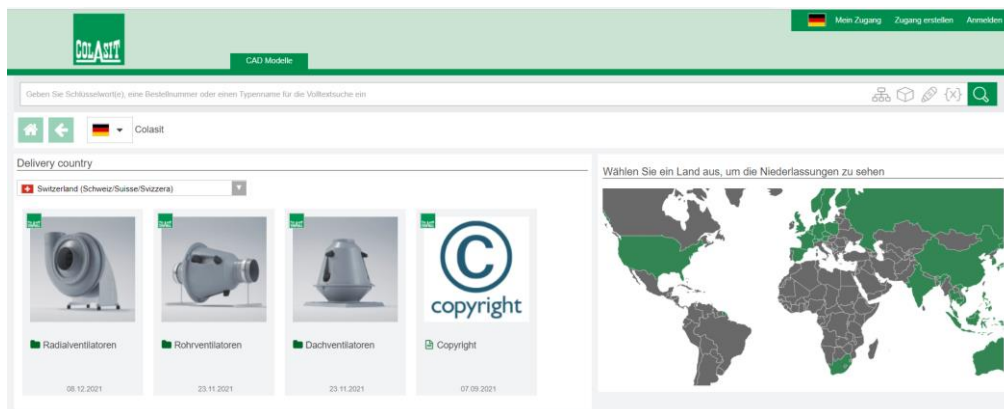 Mein Zugang Zugang erstellen Anmelden
COLASIT
CAD Modelle
Geben Sie Schlüsselwort(e), eine Bestellnummer oder einen Typenname für die Volltextsuche ein
{x}
Colasit
Delivery country
Wählen Sie ein Land aus, um die Niederlassungen zu sehen
Switzerland (Schweiz/Suisse/Svizzera)
C
copyright
Radialventilatoren
Rohrventilatoren
Dachventilatoren
Copyright
08.12.2021
23.11.2021
23.11.2021
07.09.2021